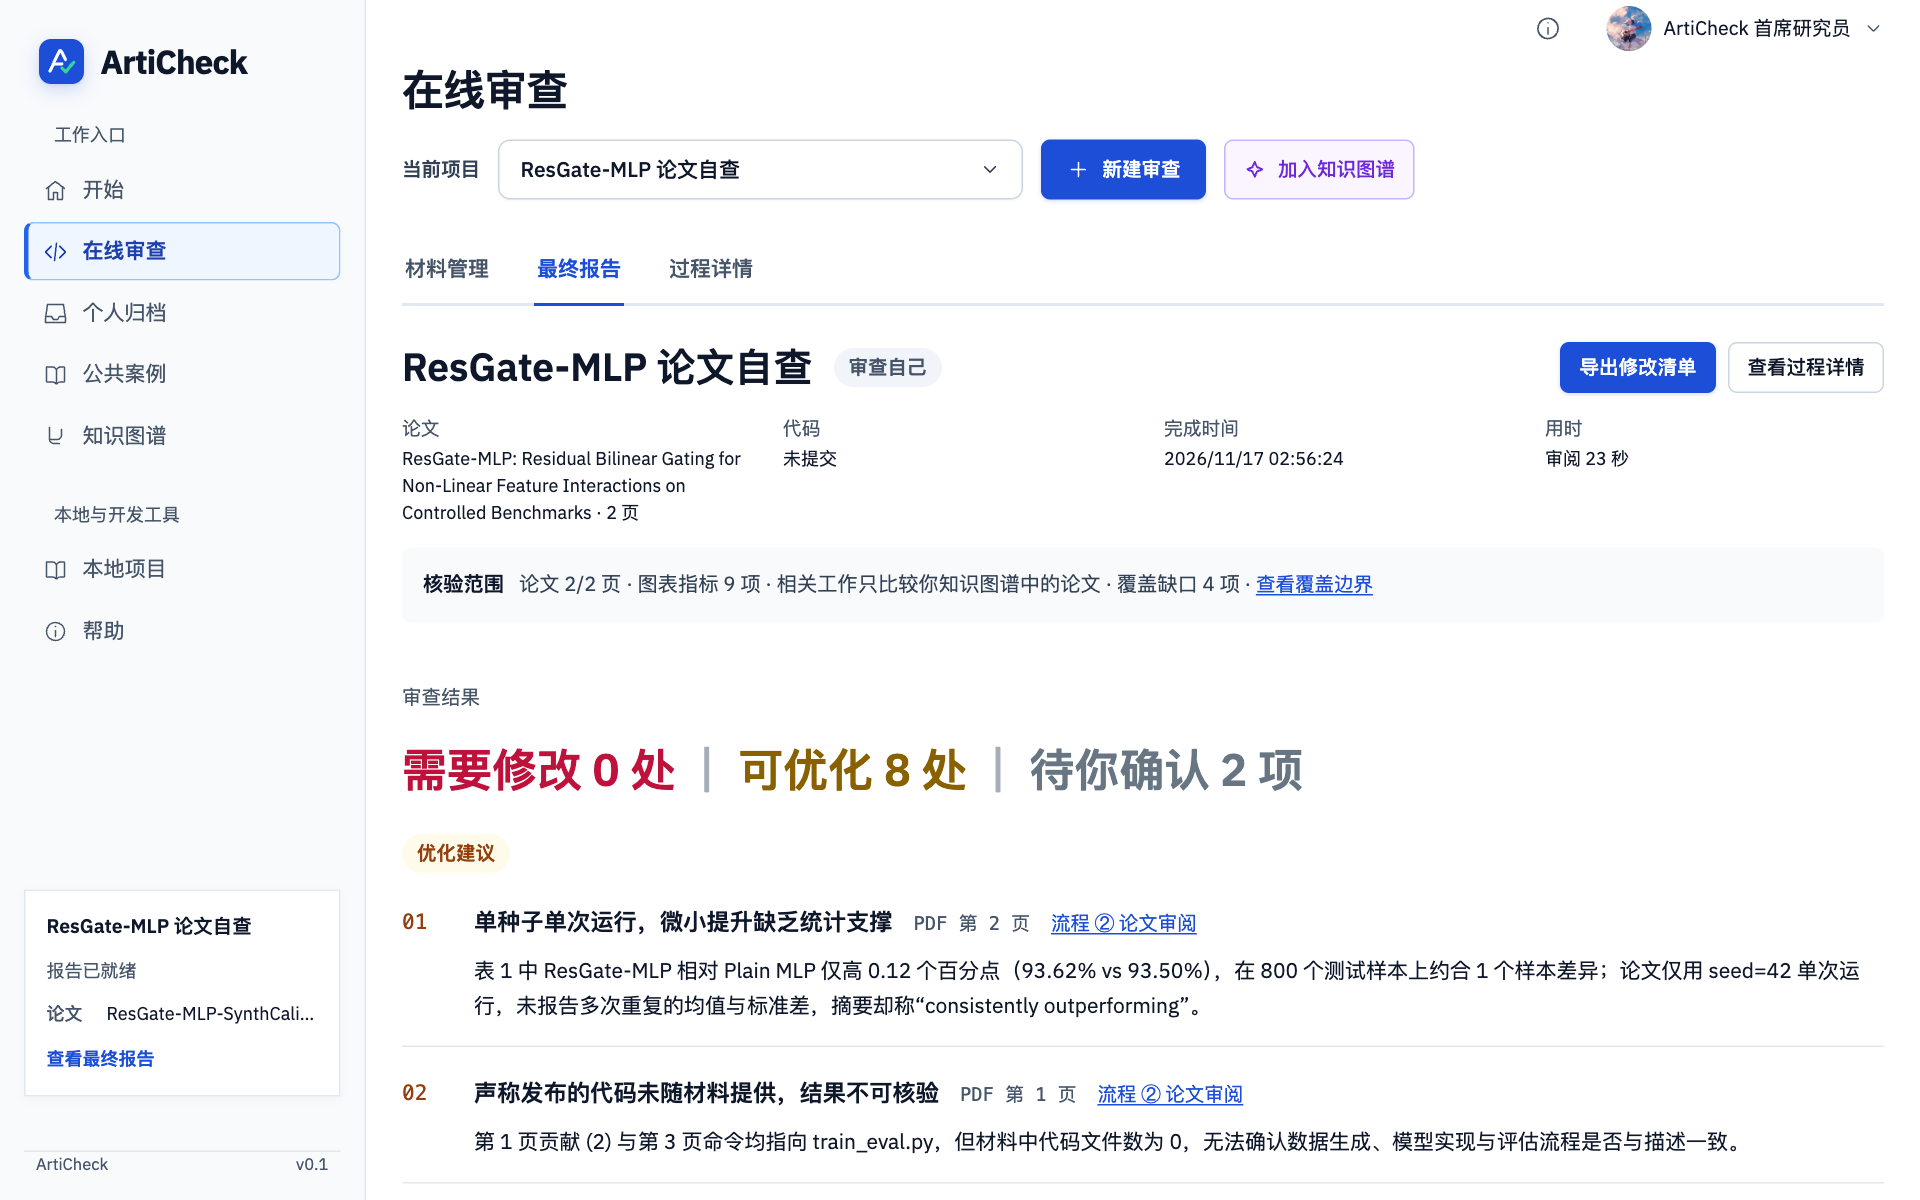 ArtiCheck
工作入口
开始
在线审查
个人归档
公共案例
知识图谱
本地与开发工具
本地项目
帮助
ResGate-MLP 论文自查
报告已就绪
论文 ResGate-MLP-SynthCali...
查看最终报告
ArtiCheck v0.1
ArtiCheck 首席研究员
在线审查
当前项目 ResGate-MLP 论文自查 新建审查 加入知识图谱
材料管理 最终报告 过程详情
ResGate-MLP 论文自查 审查自己 导出修改清单 查看过程详情
论文 代码 完成时间 用时
ResGate-MLP: Residual Bilinear Gating for 未提交 2026/11/17 02:56:24 审阅 23 秒
Non-Linear Feature Interactions on
Controlled Benchmarks · 2 页
核验范围 论文 2/2 页 · 图表指标 9 项 · 相关工作只比较你知识图谱中的论文 · 覆盖缺口 4 项 · 查看覆盖边界
审查结果
需要修改 0 处 | 可优化 8 处 | 待你确认 2 项
优化建议
01 单种子单次运行，微小提升缺乏统计支撑 PDF 第 2 页 流程 ② 论文审阅
表 1 中 ResGate-MLP 相对 Plain MLP 仅高 0.12 个百分点（93.62% vs 93.50%），在 800 个测试样本上约合 1 个样本差异；论文仅用 seed=42 单次运
行，未报告多次重复的均值与标准差，摘要却称“consistently outperforming”。
02 声称发布的代码未随材料提供，结果不可核验 PDF 第 1 页 流程 ② 论文审阅
第 1 页贡献 (2) 与第 3 页命令均指向 train_eval.py，但材料中代码文件数为 0，无法确认数据生成、模型实现与评估流程是否与描述一致。